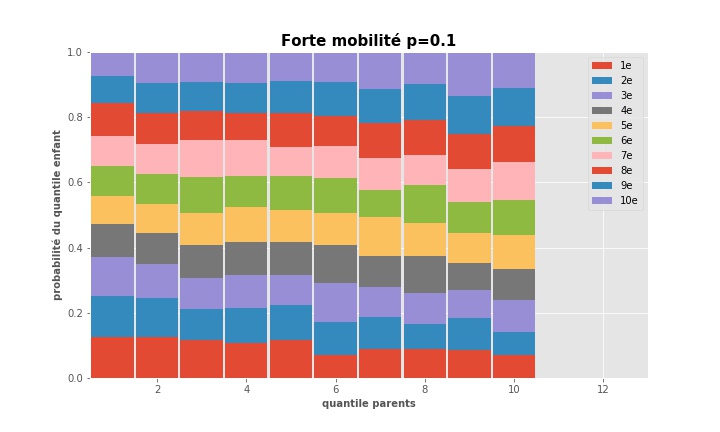 Forte mobilité p=0.1
1.0
0.8
0.6
0.4
0.2
0.0
probabilité du quantile enfant
2
4
6
8
10
12
quantile parents
1e
2e
3e
4e
5e
6e
7e
8e
9e
10e